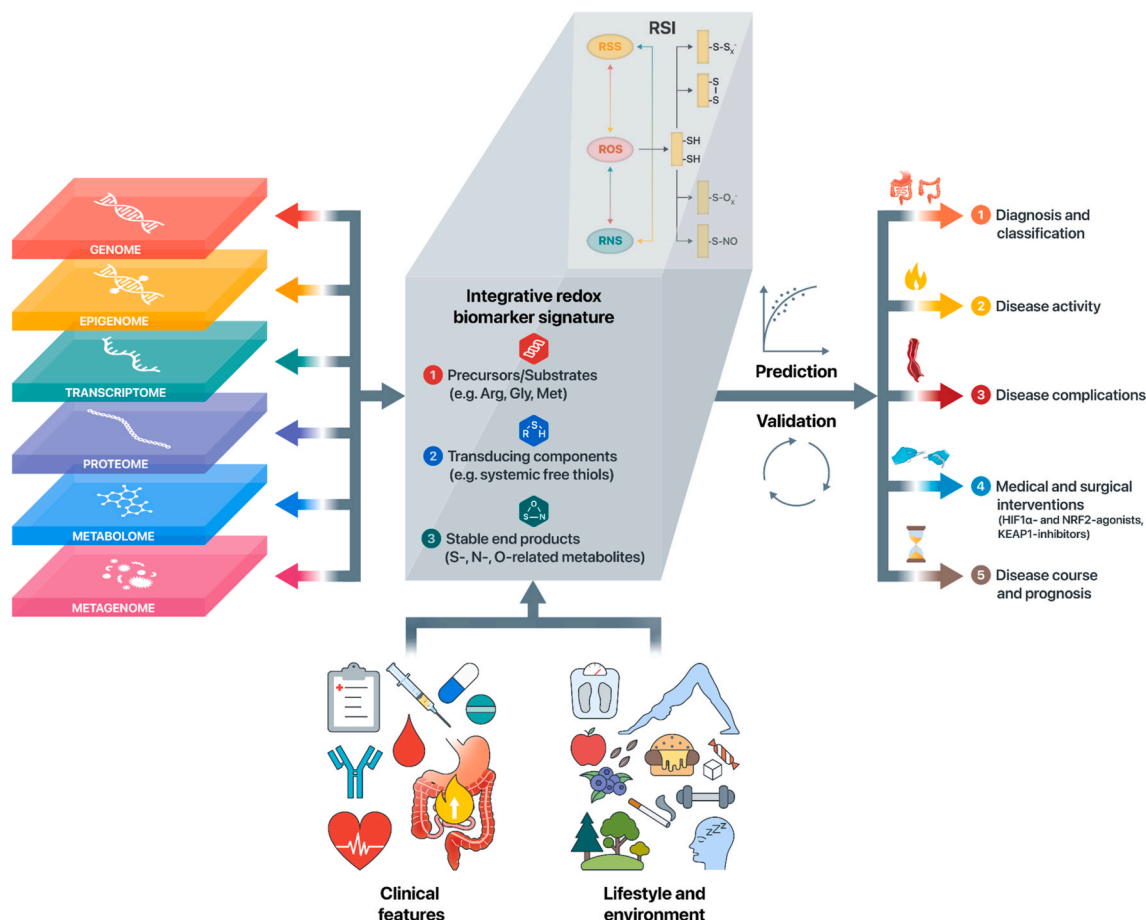 RSI
RSS
ROS
RNS
-S-Sₓ⁻
-S
-S
-SH
-SH
-S-Oₓ⁻
-S-NO
GENOME
EPIGENOME
TRANSCRIPTOME
PROTEOME
METABOLOME
METAGENOME
Integrative redox
biomarker signature
1 Precursors/Substrates
(e.g. Arg, Gly, Met)
R S H
2 Transducing components
(e.g. systemic free thiols)
O
S N
3 Stable end products
(S-, N-, O-related metabolites)
Prediction
Validation
1 Diagnosis and
classification
2 Disease activity
3 Disease complications
4 Medical and surgical
interventions
(HIF1α- and NRF2-agonists,
KEAP1-inhibitors)
5 Disease course
and prognosis
ZZZ
Clinical
features
Lifestyle and
environment